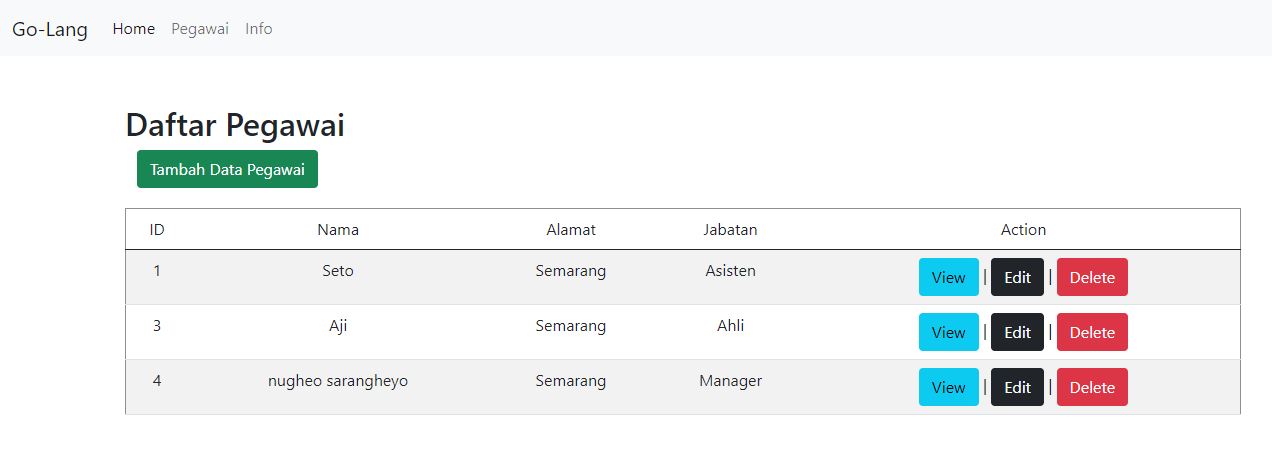 Go-Lang Home Pegawai Info
Daftar Pegawai
Tambah Data Pegawai
ID Nama Alamat Jabatan Action
1 Seto Semarang Asisten View | Edit | Delete
3 Aji Semarang Ahli View | Edit | Delete
4 nugheo sarangheyo Semarang Manager View | Edit | Delete